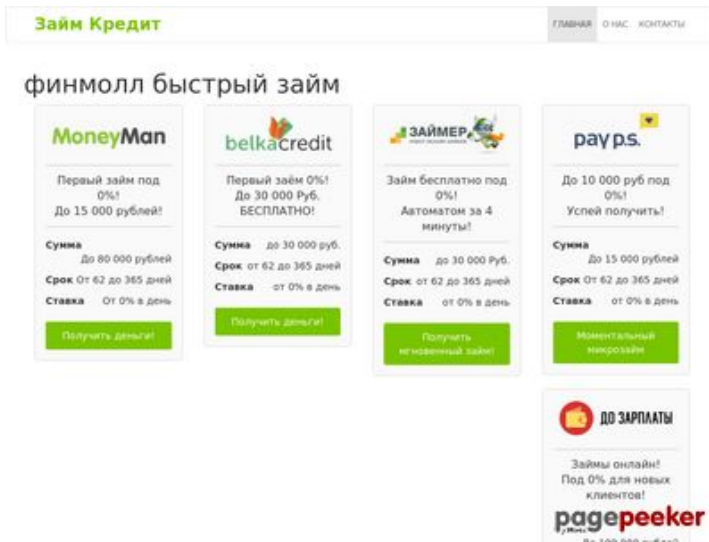 Займ Кредит
ГЛАВНАЯ О НАС КОНТАКТЫ
финмолл быстрый займ
MoneyMan
Первый займ под
0%!
До 15 000 рублей!
Сумма
До 80 000 рублей
Срок От 62 до 365 дней
Ставка От 0% в день
Получить деньги!
belkacredit
Первый заём 0%!
До 30 000 Руб.
БЕСПЛАТНО!
Сумма до 30 000 руб.
Срок от 62 до 365 дней
Ставка от 0% в день
Получить деньги!
ЗАЙМЕР
Займ бесплатно под
0%!
Автоматом за 4
минуты!
Сумма до 30 000 Руб.
Срок от 62 до 365 дней
Ставка от 0% в день
Получить
мгновенный займ!
pay p.s.
До 10 000 руб под
0%!
Успей получить!
Сумма
До 15 000 рублей
Срок От 62 до 365 дней
Ставка От 0% в день
Моментальный
микрозайм
ДО ЗАРПЛАТЫ
Займы онлайн!
Под 0% для новых
клиентов!
pagepeeker
До 100 000 рублей